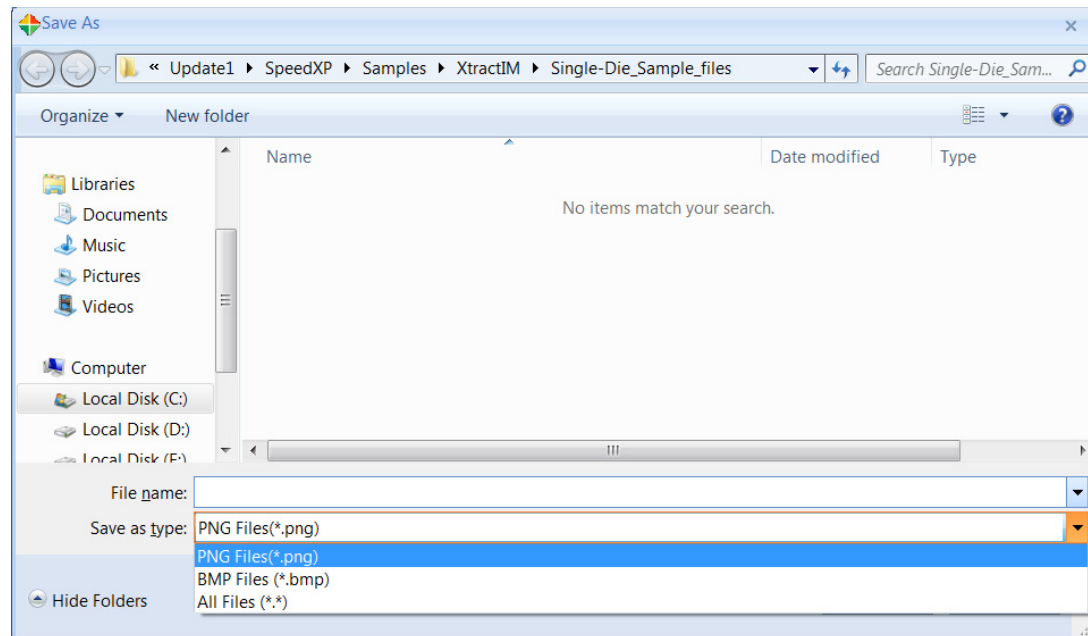 Save As
« Update1 ▸ SpeedXP ▸ Samples ▸ XtractIM ▸ Single-Die_Sample_files
Search Single-Die_Sam...
Organize
New folder
Name
Date modified
Type
No items match your search.
Libraries
Documents
Music
Pictures
Videos
Computer
Local Disk (C:)
Local Disk (D:)
Local Disk (E:)
File name:
Save as type: PNG Files(*.png)
PNG Files(*.png)
BMP Files (*.bmp)
All Files (*.*)
Hide Folders